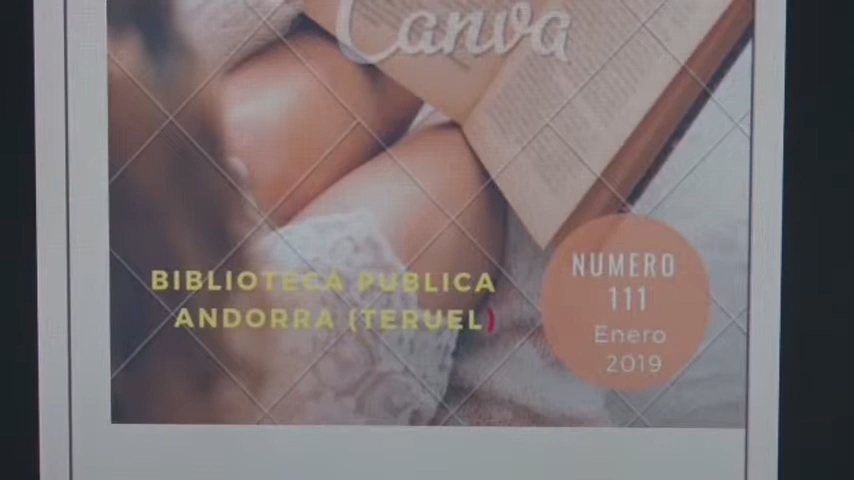 Canva
BIBLIOTECA PUBLICA
ANDORRA (TERUEL)
NUMERO
111
Enero
2019